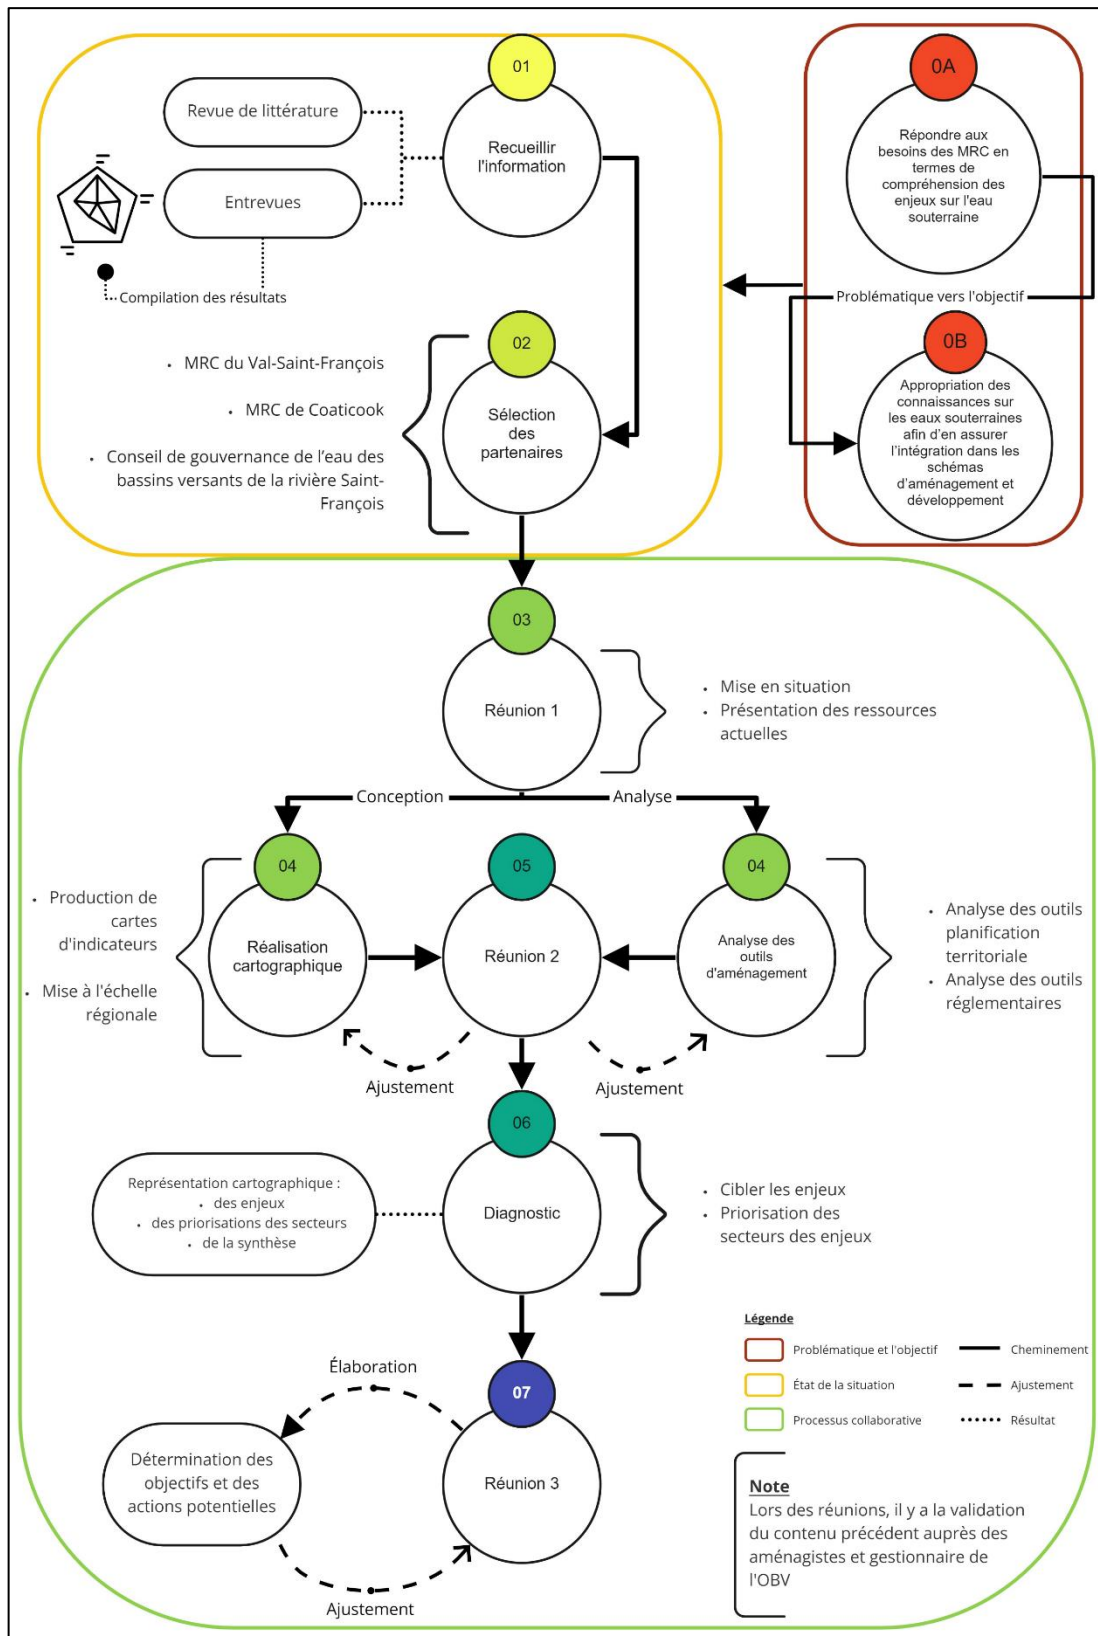 01
Recueillir
l'information
Revue de littérature
Entrevues
Compilation des résultats
02
Sélection
des
partenaires
• MRC du Val-Saint-François
• MRC de Coaticook
• Conseil de gouvernance de l'eau des
bassins versants de la rivière Saint-
François
0A
Répondre aux
besoins des MRC en
termes de
compréhension des
enjeux sur l'eau
souterraine
Problématique vers l'objectif
0B
Appropriation des
connaissances sur
les eaux souterraines
afin d'en assurer
l'intégration dans les
schémas
d'aménagement et
développement
03
Réunion 1
• Mise en situation
• Présentation des ressources
actuelles
Conception
Analyse
04
Réalisation
cartographique
• Production de
cartes
d'indicateurs
• Mise à l'échelle
régionale
05
Réunion 2
04
Analyse des
outils
d'aménagement
• Analyse des outils
planification
territoriale
• Analyse des outils
réglementaires
Ajustement
Ajustement
06
Diagnostic
Représentation cartographique :
• des enjeux
• des priorisations des secteurs
• de la synthèse
• Cibler les enjeux
• Priorisation des
secteurs des enjeux
07
Réunion 3
Élaboration
Détermination des
objectifs et des
actions potentielles
Ajustement
Légende
Problématique et l'objectif
État de la situation
Processus collaborative
Cheminement
Ajustement
Résultat
Note
Lors des réunions, il y a la validation
du contenu précédent auprès des
aménagistes et gestionnaire de
l'OBV